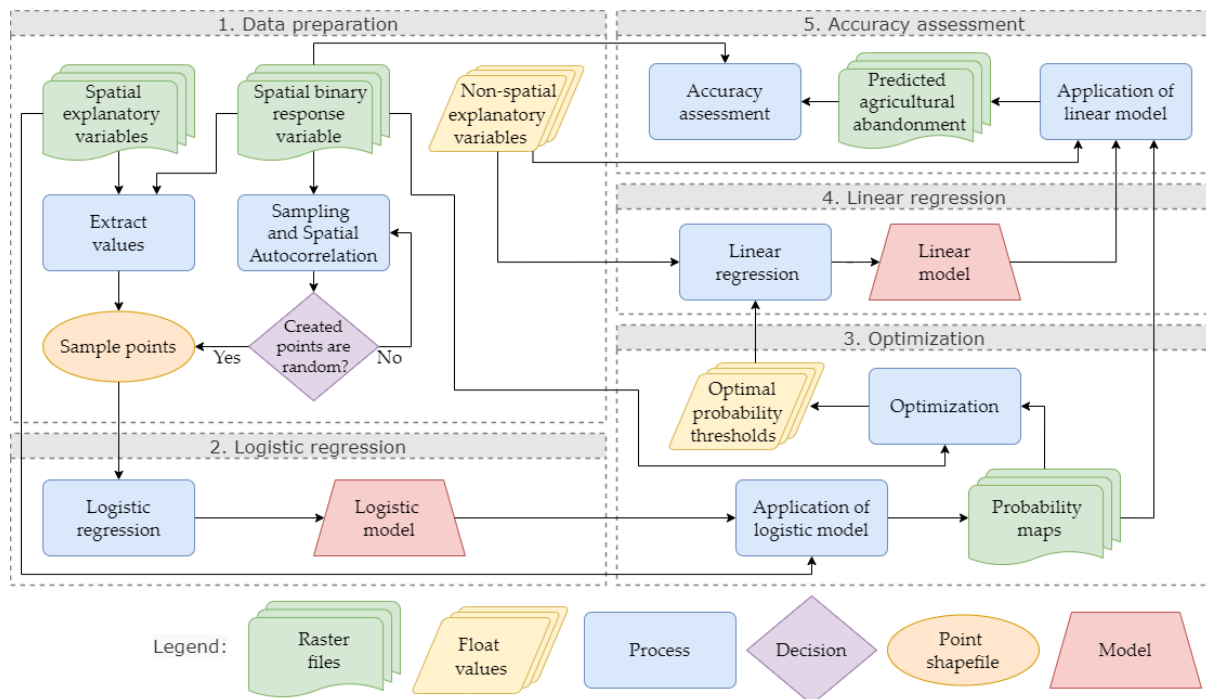 1. Data preparation
Spatial
explanatory
variables
Spatial binary
response
variable
Non-spatial
explanatory
variables
Extract
values
Sampling
and Spatial
Autocorrelation
Sample points
Yes
Created
points are
random?
No
2. Logistic regression
Logistic
regression
Logistic
model
5. Accuracy assessment
Accuracy
assessment
Predicted
agricultural
abandonment
Application of
linear model
4. Linear regression
Linear
regression
Linear
model
3. Optimization
Optimal
probability
thresholds
Optimization
Application of
logistic model
Probability
maps
Legend:
Raster
files
Float
values
Process
Decision
Point
shapefile
Model